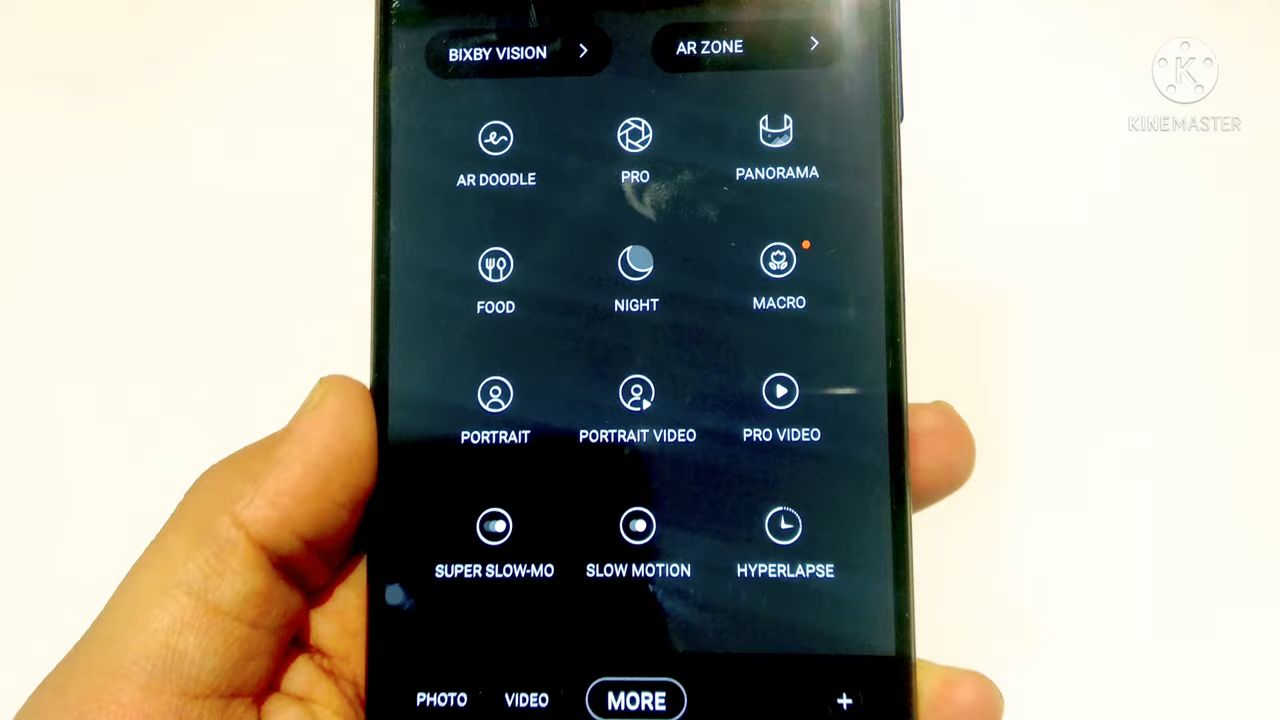 BIXBY VISION
AR ZONE
AR DOODLE
PRO
PANORAMA
FOOD
NIGHT
MACRO
PORTRAIT
PORTRAIT VIDEO
PRO VIDEO
SUPER SLOW-MO
SLOW MOTION
HYPERLAPSE
PHOTO
VIDEO
MORE
+
K
KINEMASTER